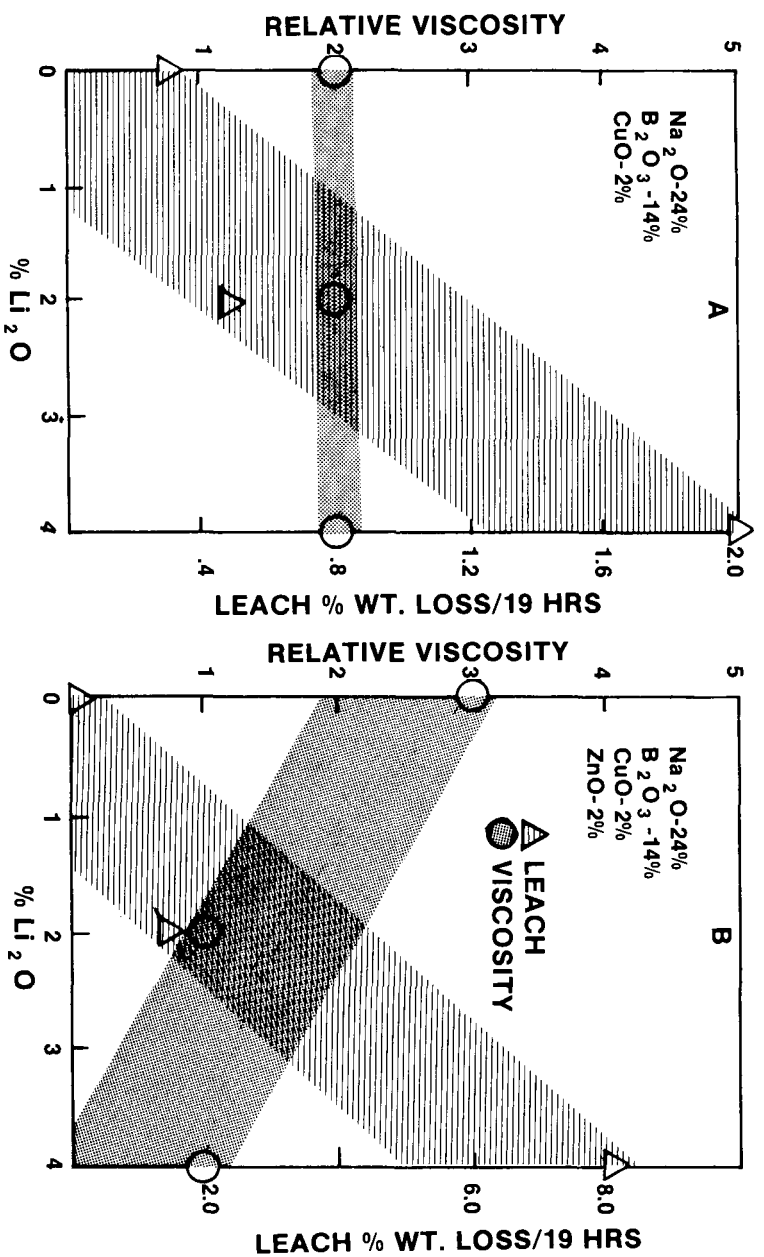 A
Na2O-24%
B2O3-14%
CuO-2%
RELATIVE VISCOSITY
5
4
3
2
1
0
1
2
3
4
% Li2O
2.0
1.6
1.2
.8
.4
LEACH % WT. LOSS/19 HRS
B
Na2O-24%
B2O3-14%
CuO-2%
ZnO-2%
LEACH
VISCOSITY
RELATIVE VISCOSITY
5
4
3
2
1
0
1
2
3
4
% Li2O
8.0
6.0
2.0
LEACH % WT. LOSS/19 HRS